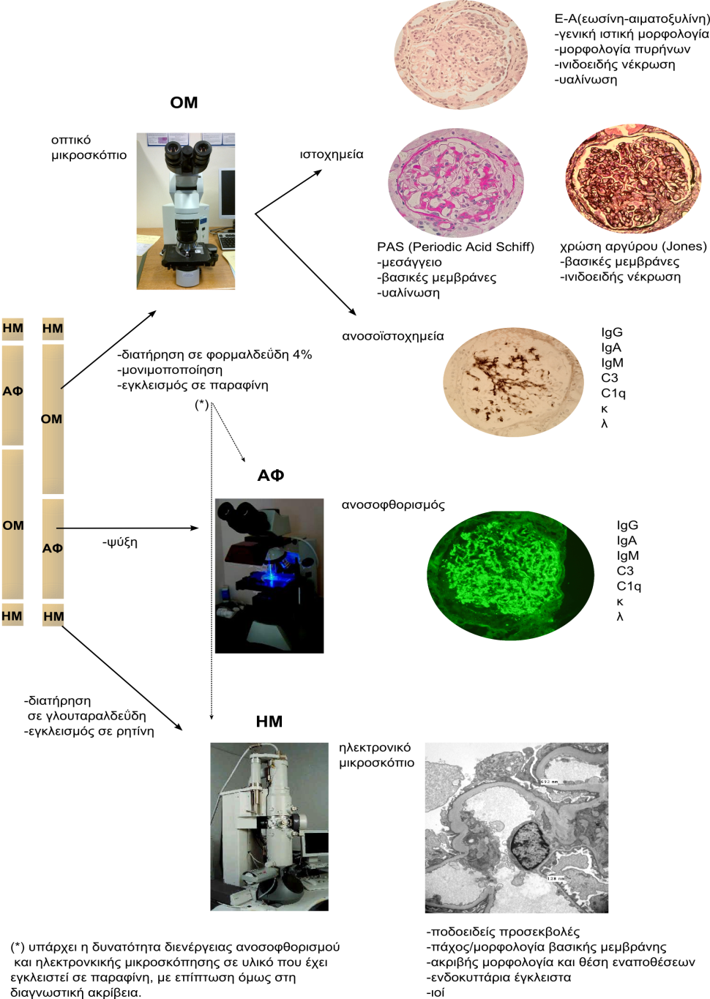 Ε-Α(εωσίνη-αιματοξυλίνη)
-γενική ιστική μορφολογία
-μορφολογία πυρήνων
-ινιδοειδής νέκρωση
-υαλίνωση
ΟΜ
οπτικό
μικροσκόπιο
ιστοχημεία
PAS (Periodic Acid Schiff)
-μεσάγγειο
-βασικές μεμβράνες
-υαλίνωση
χρώση αργύρου (Jones)
-βασικές μεμβράνες
-ινιδοειδής νέκρωση
ΗΜ
ΑΦ
ΟΜ
ΗΜ
ΗΜ
ΟΜ
ΑΦ
ΗΜ
-διατήρηση σε φορμαλδεΰδη 4%
-μονιμοποποίηση
-εγκλεισμός σε παραφίνη
(*)
ανοσοϊστοχημεία
IgG
IgA
IgM
C3
C1q
κ
λ
ΑΦ
-ψύξη
ανοσοφθορισμός
IgG
IgA
IgM
C3
C1q
κ
λ
-διατήρηση
σε γλουταραλδεΰδη
-εγκλεισμός σε ρητίνη
ΗΜ
ηλεκτρονικό
μικροσκόπιο
692 nm
128 nm
-ποδοειδείς προσεκβολές
-πάχος/μορφολογία βασικής μεμβράνης
-ακριβής μορφολογία και θέση εναποθέσεων
-ενδοκυττάρια έγκλειστα
-ιοί
(*) υπάρχει η δυνατότητα διενέργειας ανοσοφθορισμού
και ηλεκτρονκικής μικροσκόπησης σε υλικό που έχει
εγκλειστεί σε παραφίνη, με επίπτωση όμως στη
διαγνωστική ακρίβεια.